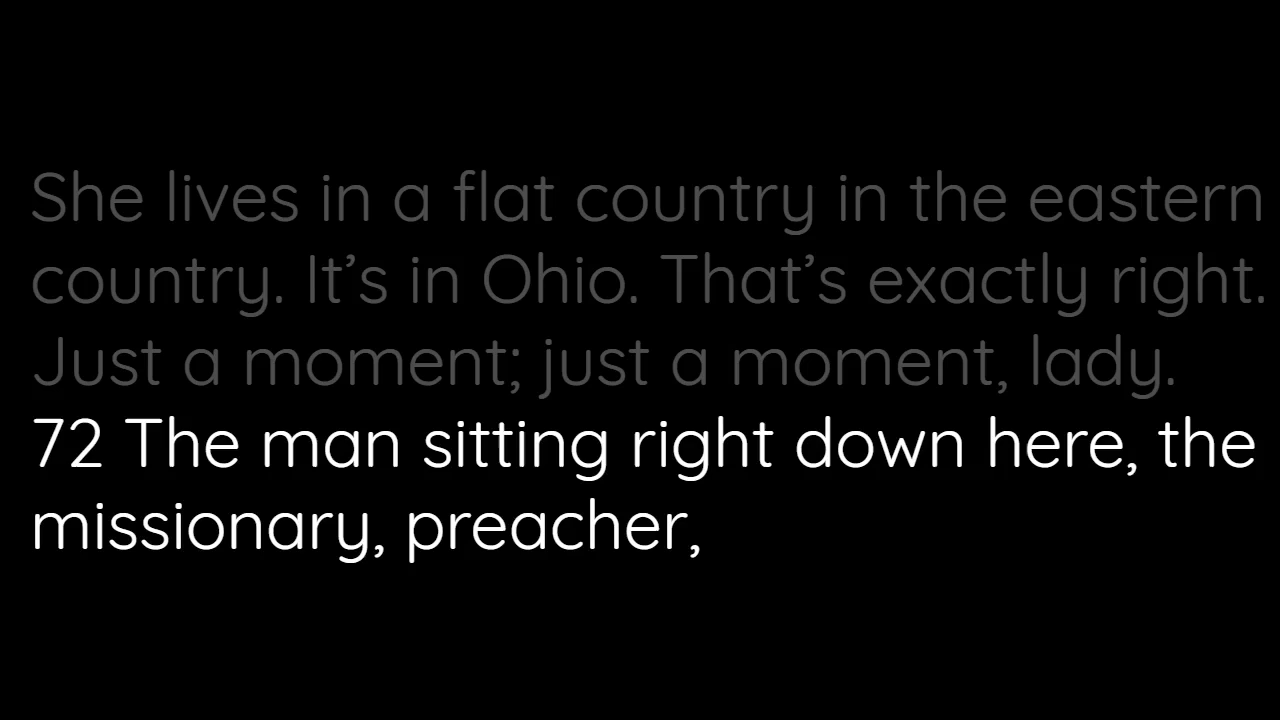 She lives in a flat country in the eastern
country. It’s in Ohio. That’s exactly right.
Just a moment; just a moment, lady.
72 The man sitting right down here, the
missionary, preacher,